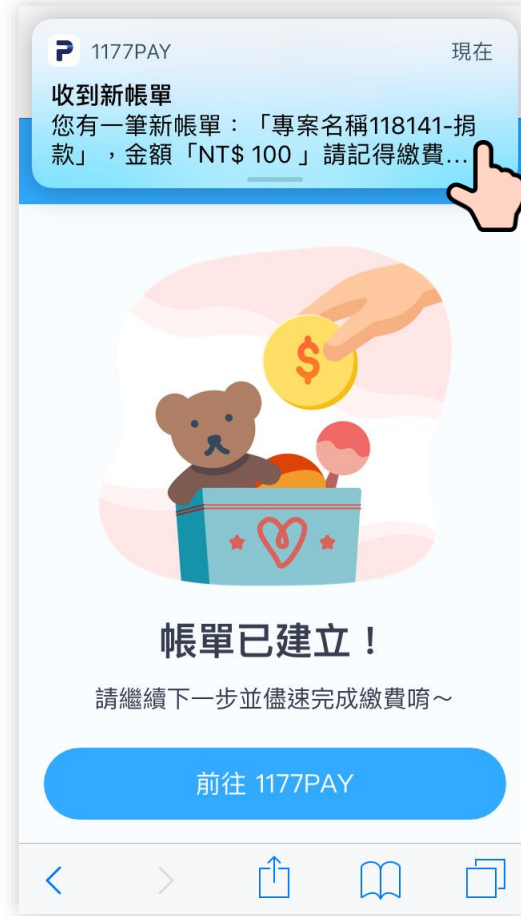 1177PAY 現在
收到新帳單
您有一筆新帳單：「專案名稱118141-捐
款」，金額「NT$ 100 」請記得繳費...
帳單已建立！
請繼續下一步並儘速完成繳費唷～
前往 1177PAY